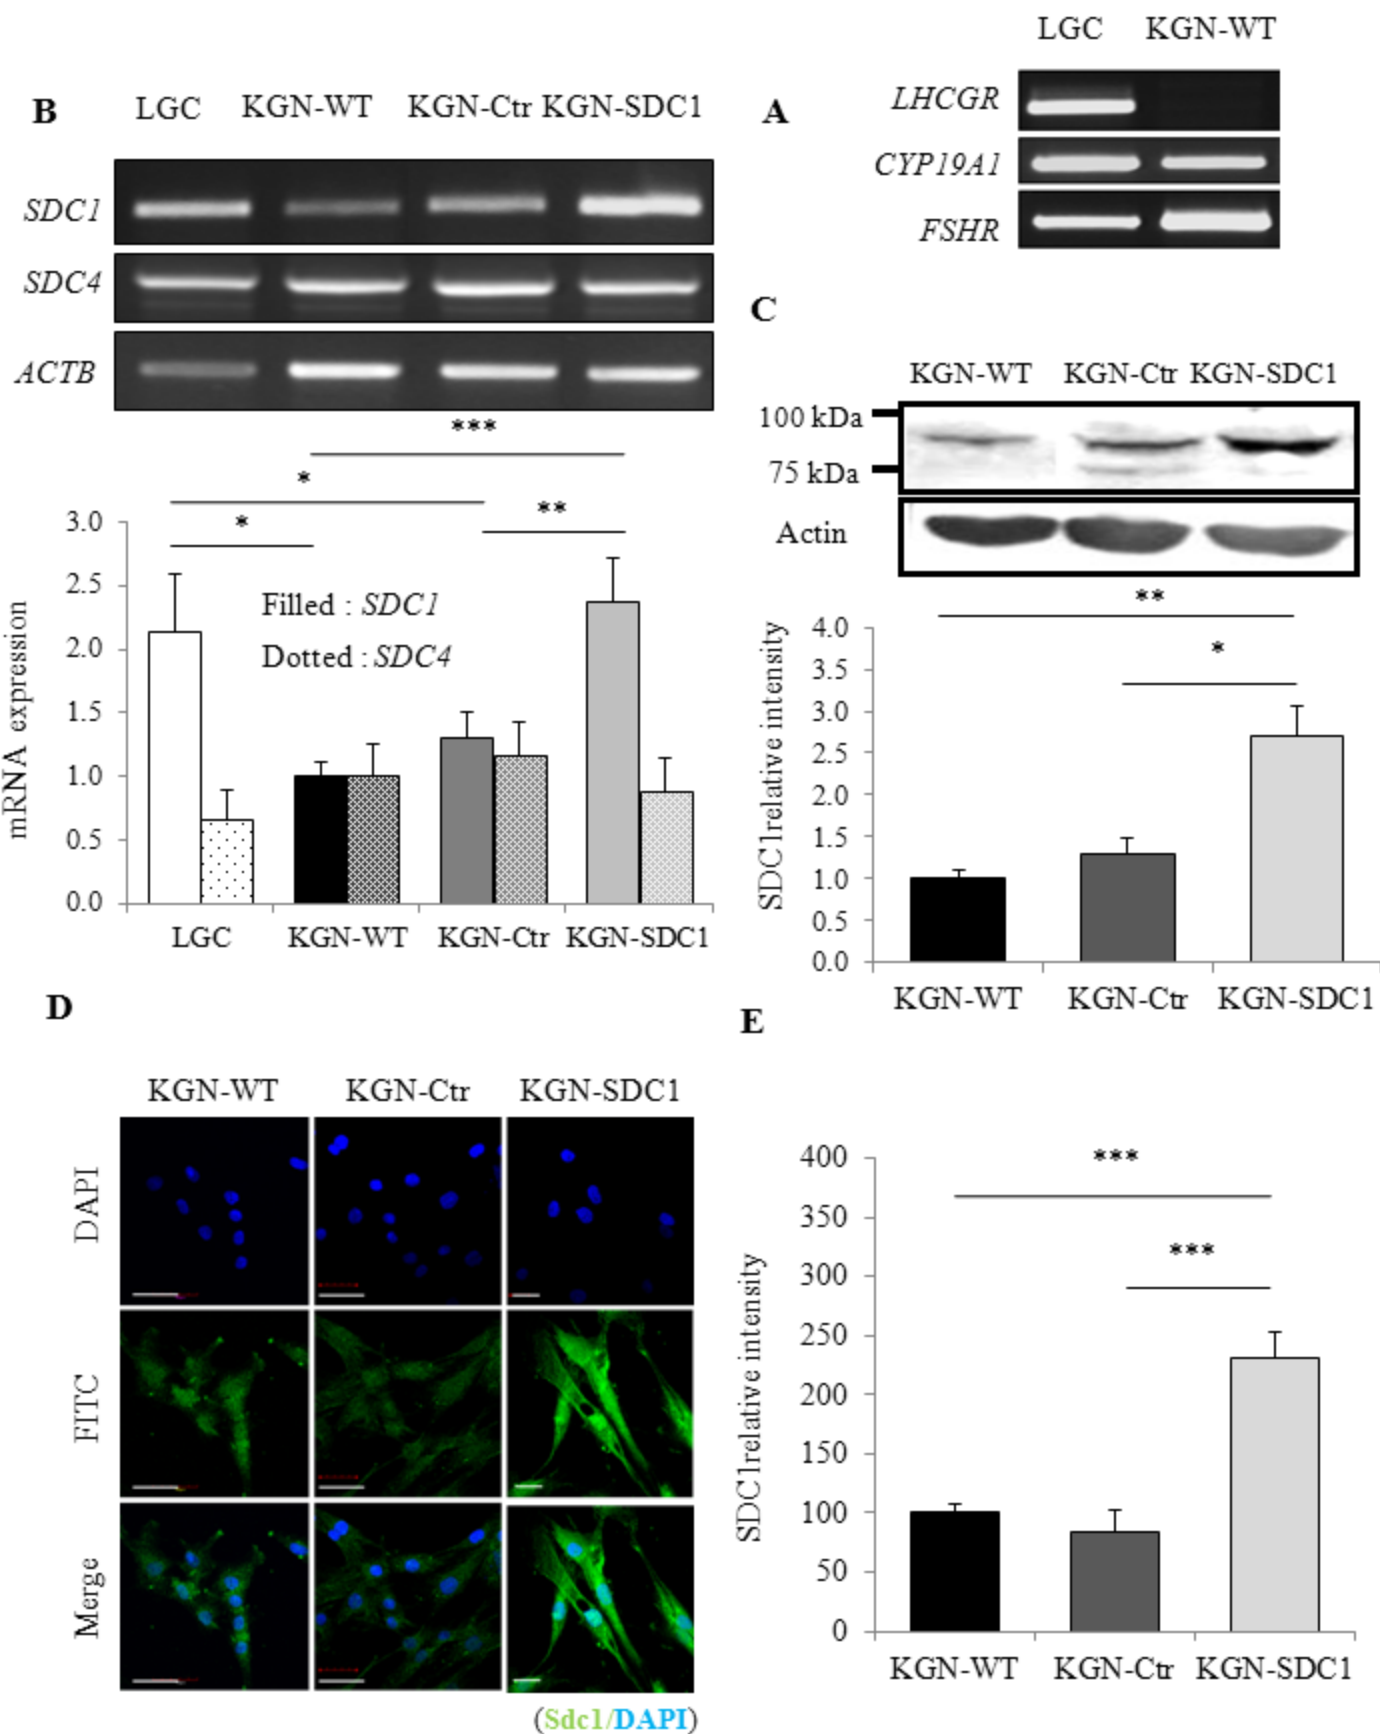 B
LGC KGN-WT KGN-Ctr KGN-SDC1
SDC1
SDC4
ACTB
***
*
*
**
3.0
2.5
2.0
1.5
1.0
0.5
0.0
mRNA expression
Filled : SDC1
Dotted : SDC4
LGC KGN-WT KGN-Ctr KGN-SDC1
A
LGC KGN-WT
LHCGR
CYP19A1
FSHR
C
KGN-WT KGN-Ctr KGN-SDC1
100 kDa
75 kDa
Actin
**
*
4.0
3.5
3.0
2.5
2.0
1.5
1.0
0.5
0.0
SDC1relative intensity
KGN-WT KGN-Ctr KGN-SDC1
D
KGN-WT KGN-Ctr KGN-SDC1
DAPI
FITC
Merge
(Sdc1/DAPI)
E
***
***
400
350
300
250
200
150
100
50
0
SDC1relative intensity
KGN-WT KGN-Ctr KGN-SDC1